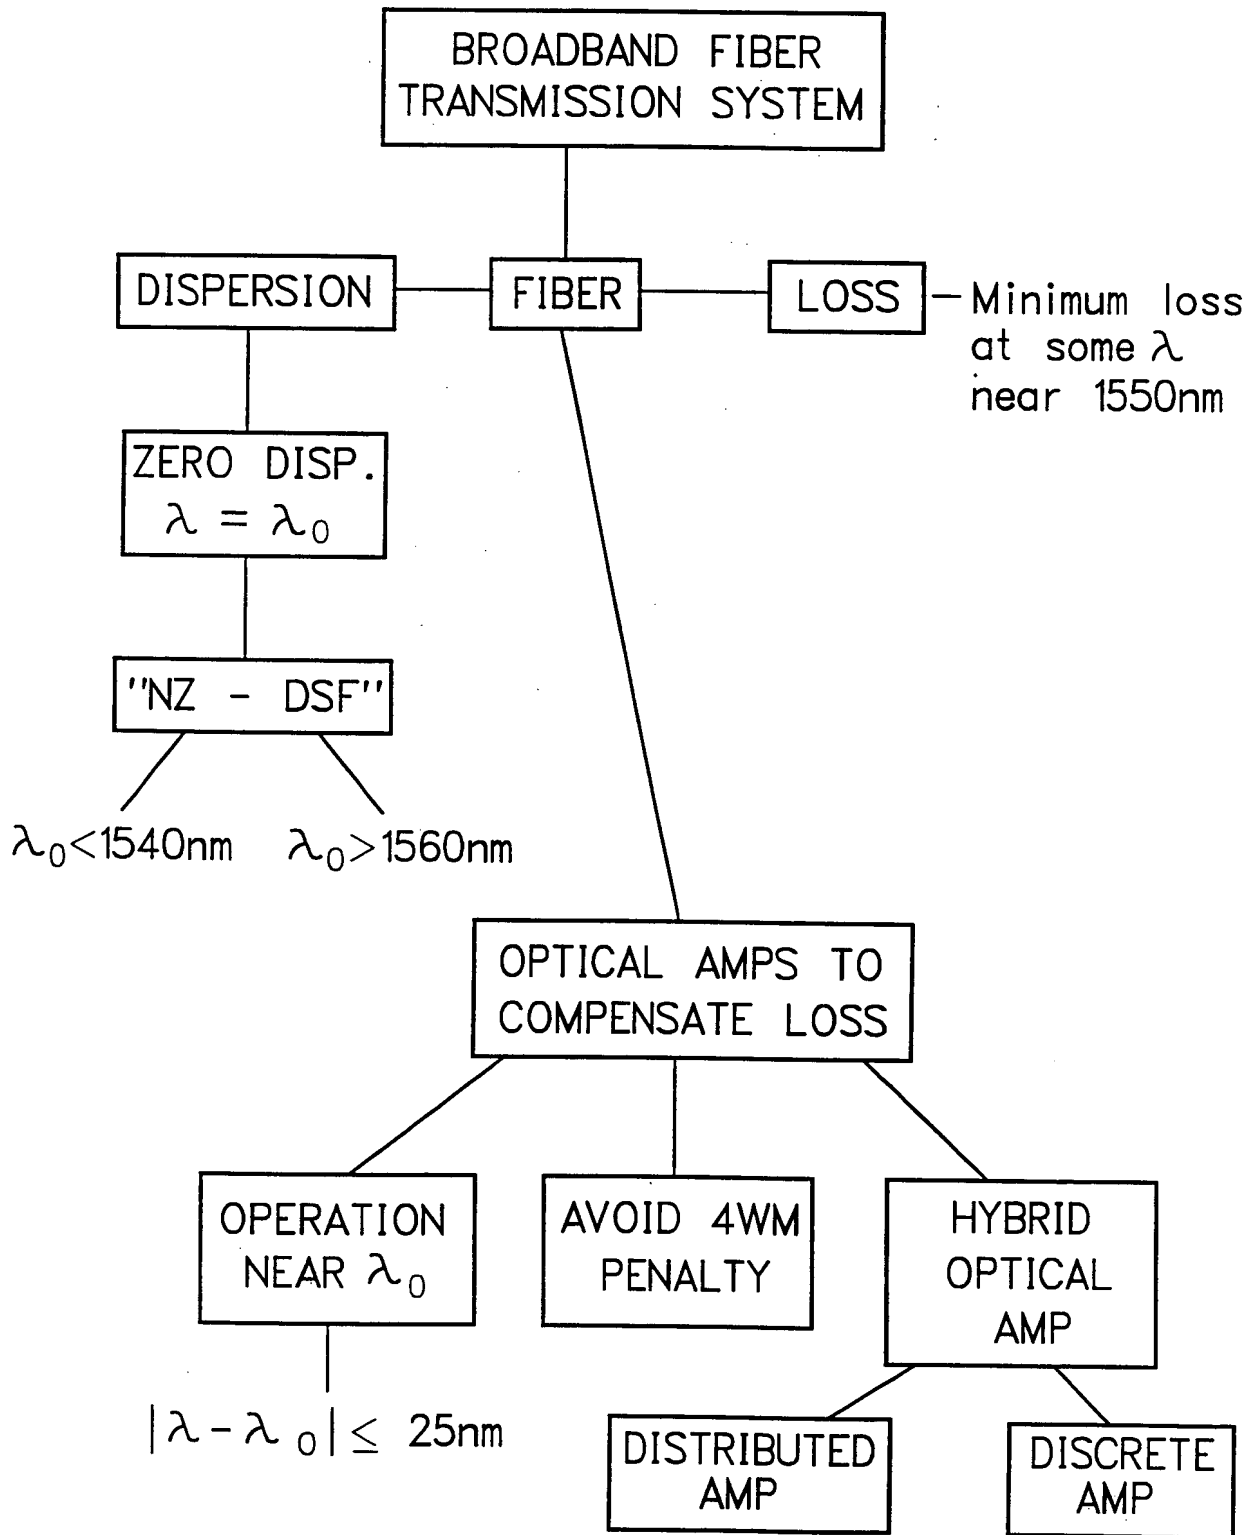 BROADBAND FIBER
TRANSMISSION SYSTEM
DISPERSION
FIBER
LOSS
Minimum loss
at some λ
near 1550nm
ZERO DISP.
λ = λ₀
"NZ - DSF"
λ₀<1540nm
λ₀>1560nm
OPTICAL AMPS TO
COMPENSATE LOSS
OPERATION
NEAR λ₀
AVOID 4WM
PENALTY
HYBRID
OPTICAL
AMP
|λ-λ₀|≤ 25nm
DISTRIBUTED
AMP
DISCRETE
AMP